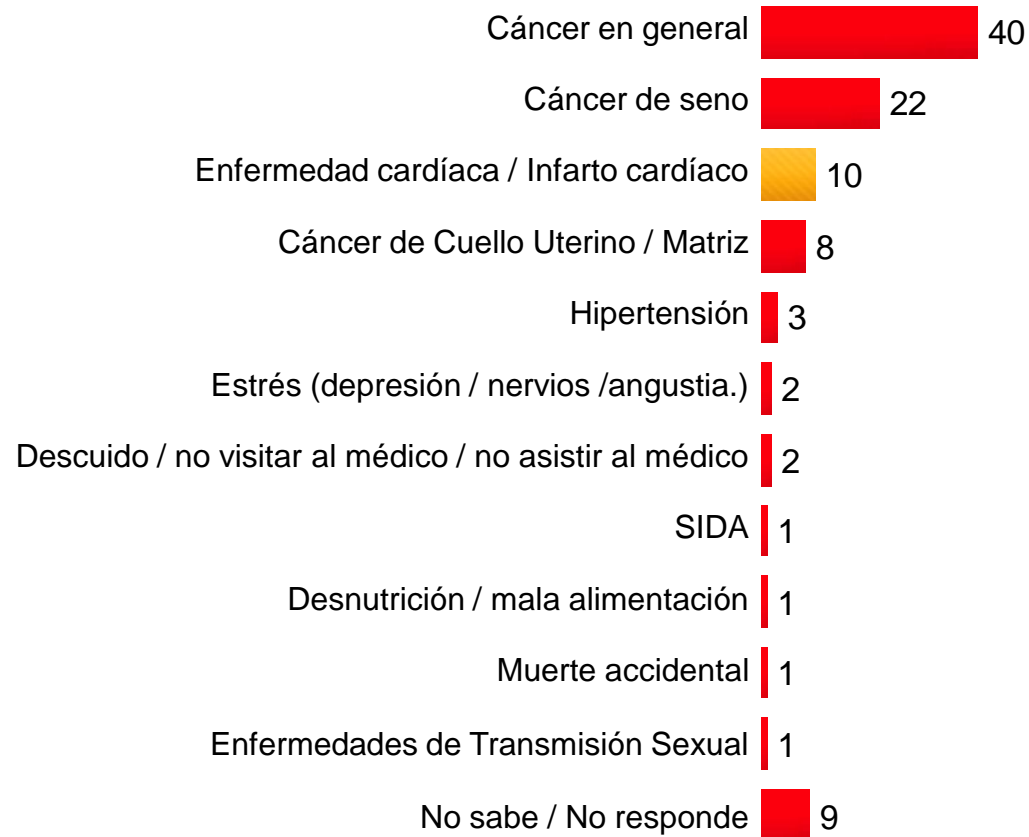 Cáncer en general 40
Cáncer de seno 22
Enfermedad cardíaca / Infarto cardíaco 10
Cáncer de Cuello Uterino / Matriz 8
Hipertensión 3
Estrés (depresión / nervios /angustia.) 2
Descuido / no visitar al médico / no asistir al médico 2
SIDA 1
Desnutrición / mala alimentación 1
Muerte accidental 1
Enfermedades de Transmisión Sexual 1
No sabe / No responde 9